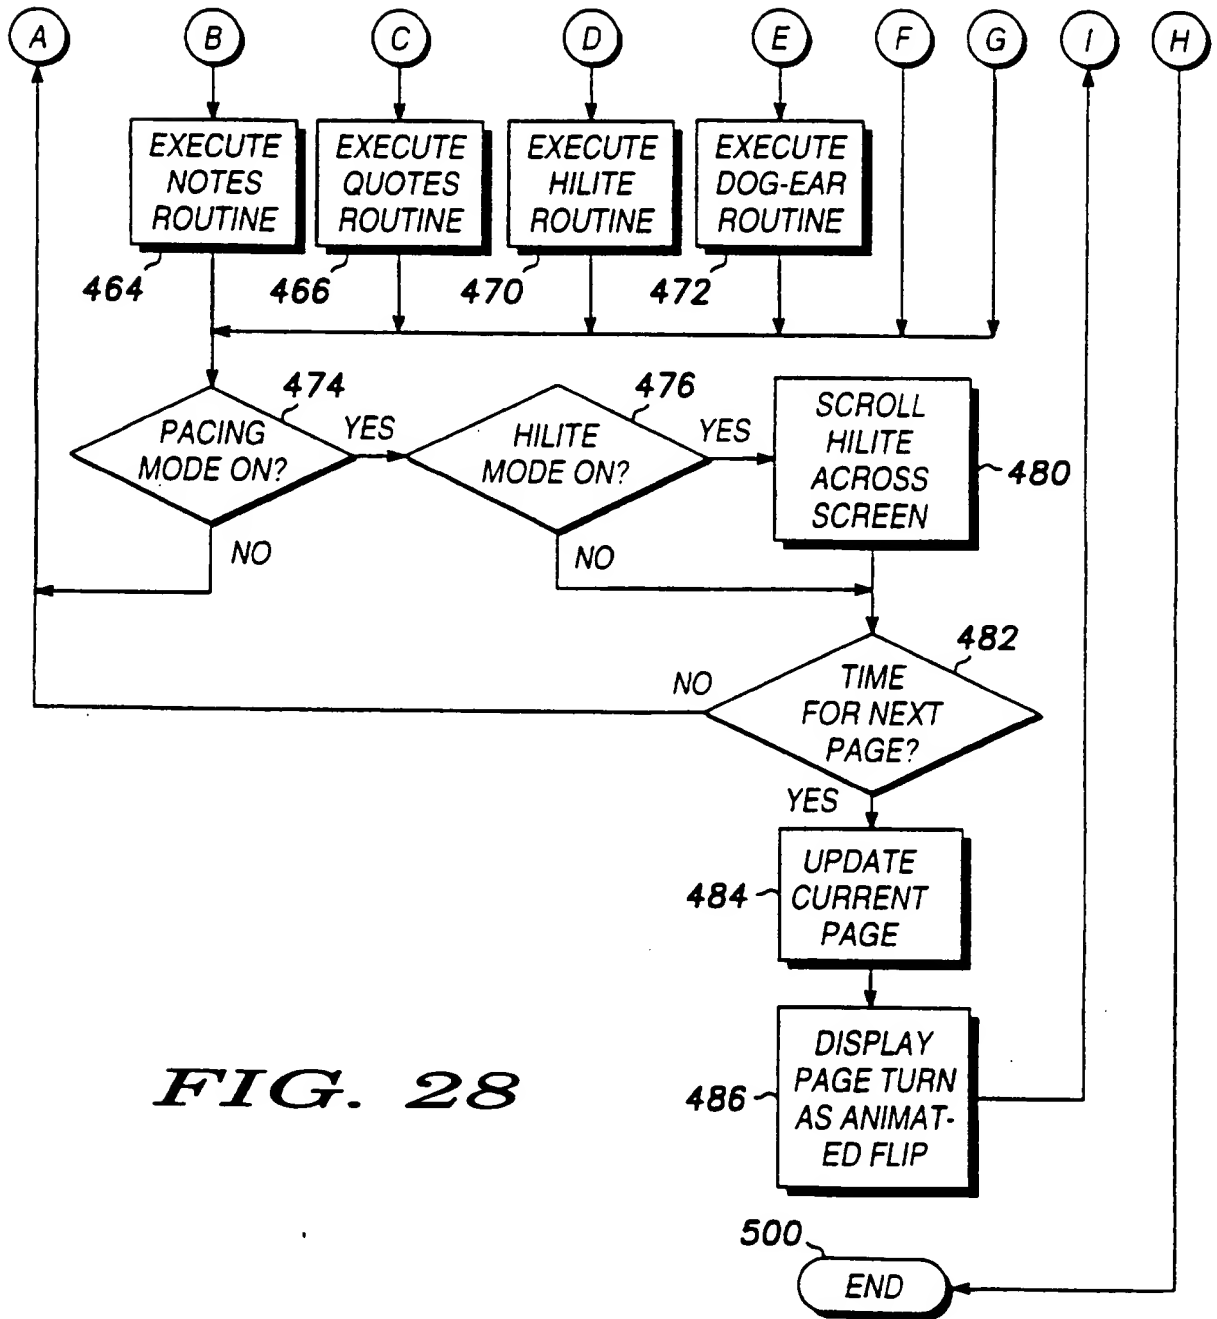 A B C D E F G I H
EXECUTE
NOTES
ROUTINE
EXECUTE
QUOTES
ROUTINE
EXECUTE
HILITE
ROUTINE
EXECUTE
DOG-EAR
ROUTINE
464
466
470
472
474
PACING
MODE ON?
YES
NO
476
HILITE
MODE ON?
YES
NO
SCROLL
HILITE
ACROSS
SCREEN
480
482
TIME
FOR NEXT
PAGE?
NO
YES
484
UPDATE
CURRENT
PAGE
486
DISPLAY
PAGE TURN
AS ANIMAT-
ED FLIP
FIG. 28
500
END